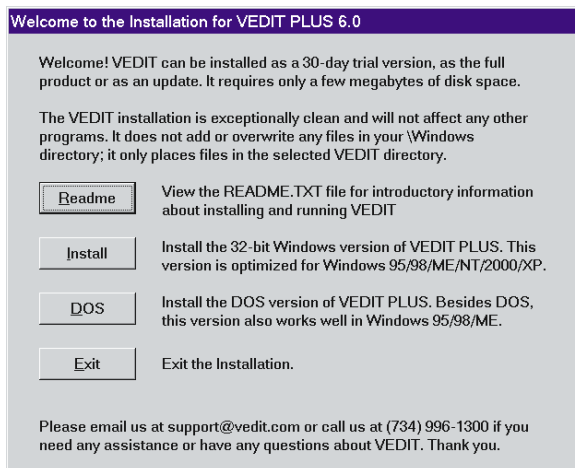 Welcome to the Installation for VEDIT PLUS 6.0
Welcome! VEDIT can be installed as a 30-day trial version, as the full
product or as an update. It requires only a few megabytes of disk space.
The VEDIT installation is exceptionally clean and will not affect any other
programs. It does not add or overwrite any files in your \Windows
directory; it only places files in the selected VEDIT directory.
Readme
View the README.TXT file for introductory information
about installing and running VEDIT
Install
Install the 32-bit Windows version of VEDIT PLUS. This
version is optimized for Windows 95/98/ME/NT/2000/XP.
DOS
Install the DOS version of VEDIT PLUS. Besides DOS,
this version also works well in Windows 95/98/ME.
Exit
Exit the Installation.
Please email us at support@vedit.com or call us at (734) 996-1300 if you
need any assistance or have any questions about VEDIT. Thank you.